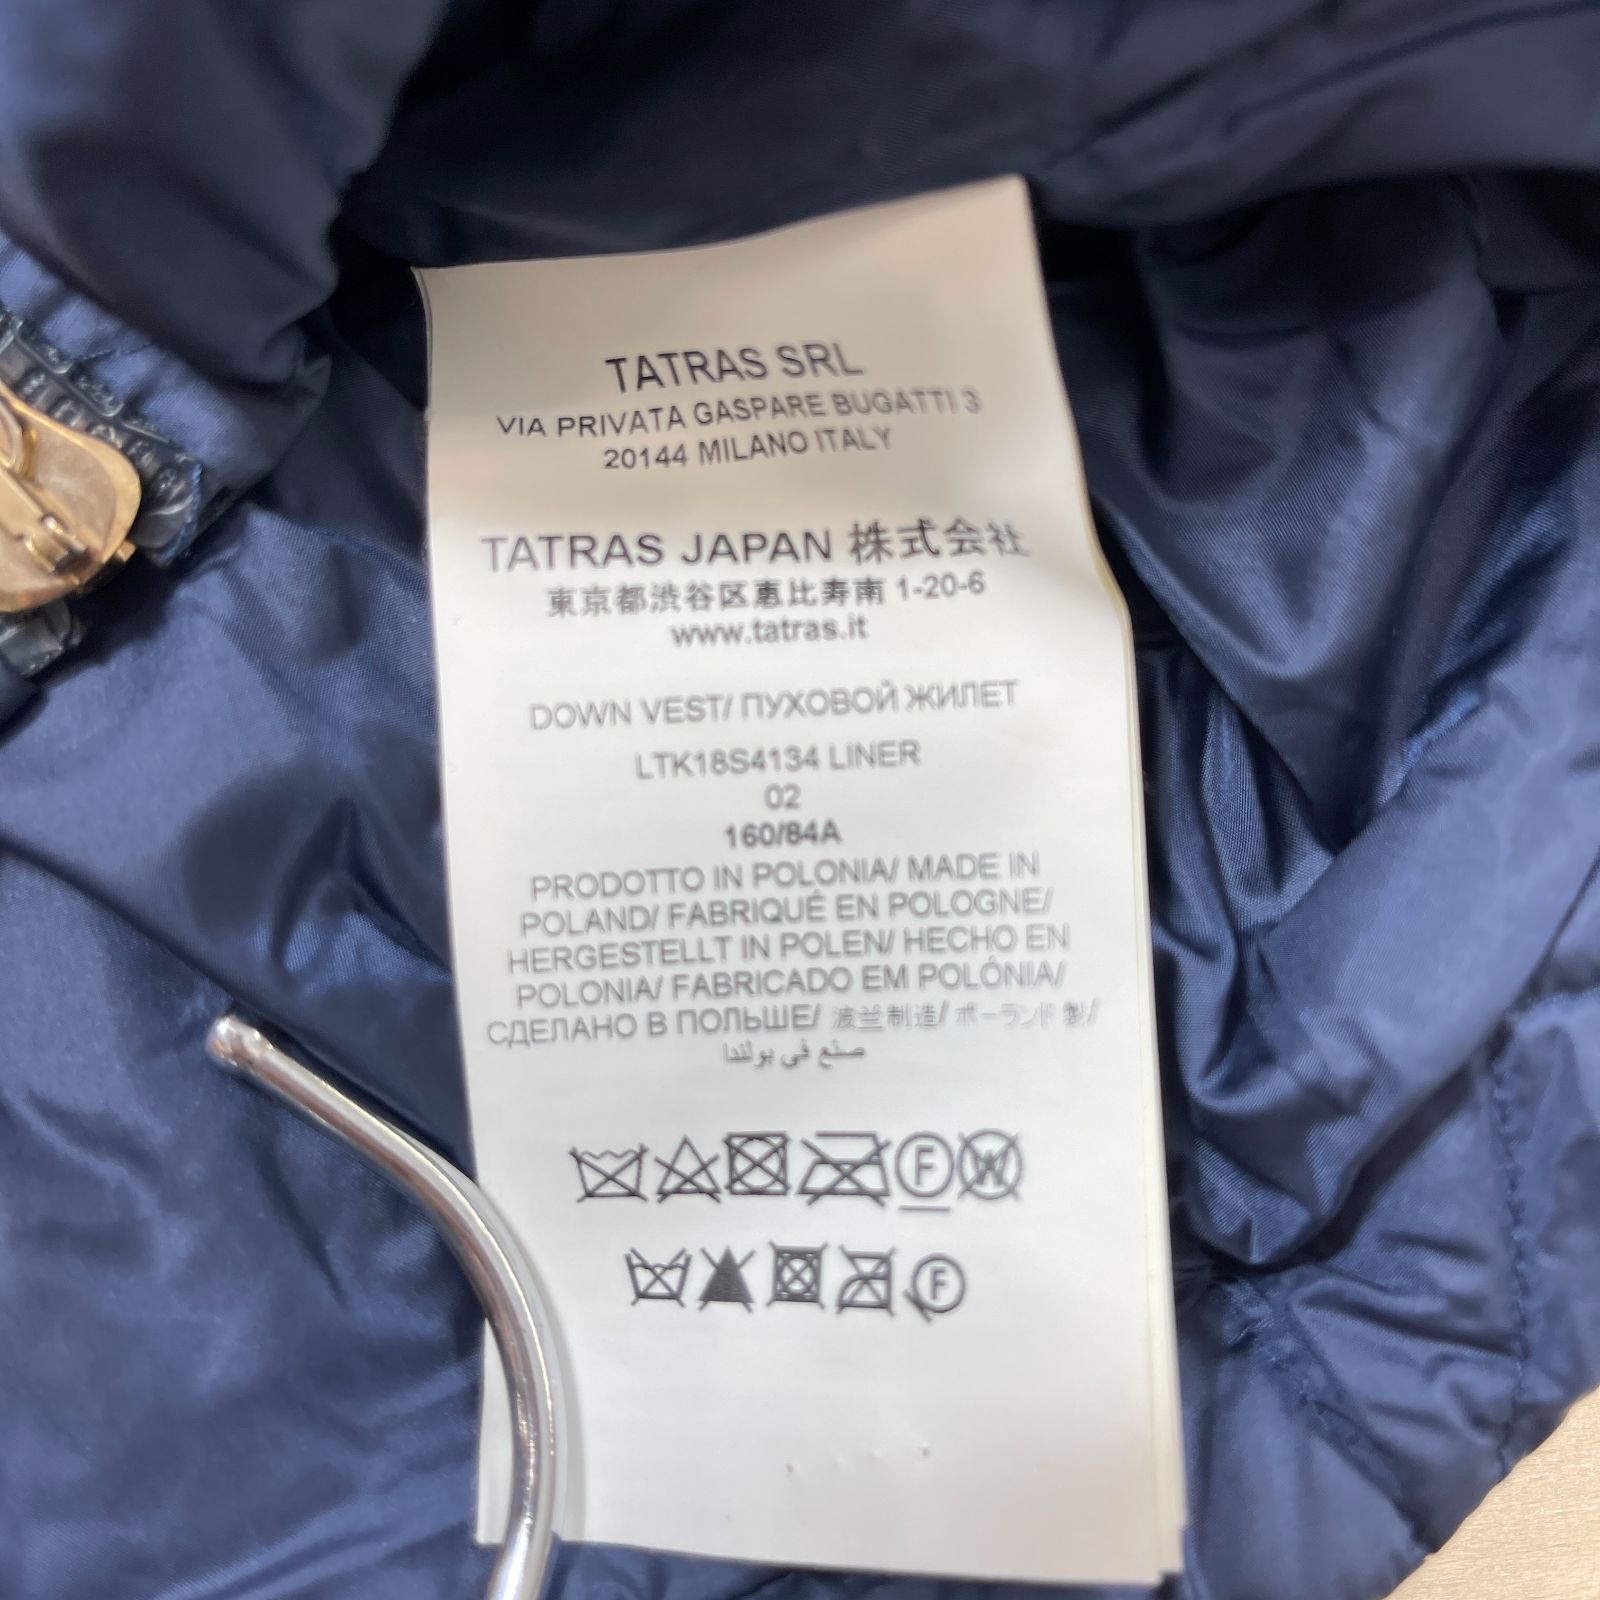 TATRAS SRL
VIA PRIVATA GASPARE BUGATTI 3
20144 MILANO ITALY
TATRAS JAPAN 株式会社
東京都渋谷区恵比寿南 1-20-6
www.tatras.it
DOWN VEST/ ПУХОВОЙ ЖИЛЕТ
LTK18S4134 LINER
02
160/84A
PRODOTTO IN POLONIA/ MADE IN
POLAND/ FABRIQUÉ EN POLOGNE/
HERGESTELLT IN POLEN/ HECHO EN
POLONIA/ FABRICADO EM POLÓNIA/
СДЕЛАНО В ПОЛЬШЕ/ 波兰制造/ ポーランド製/
صنع في بولندا
F W
F